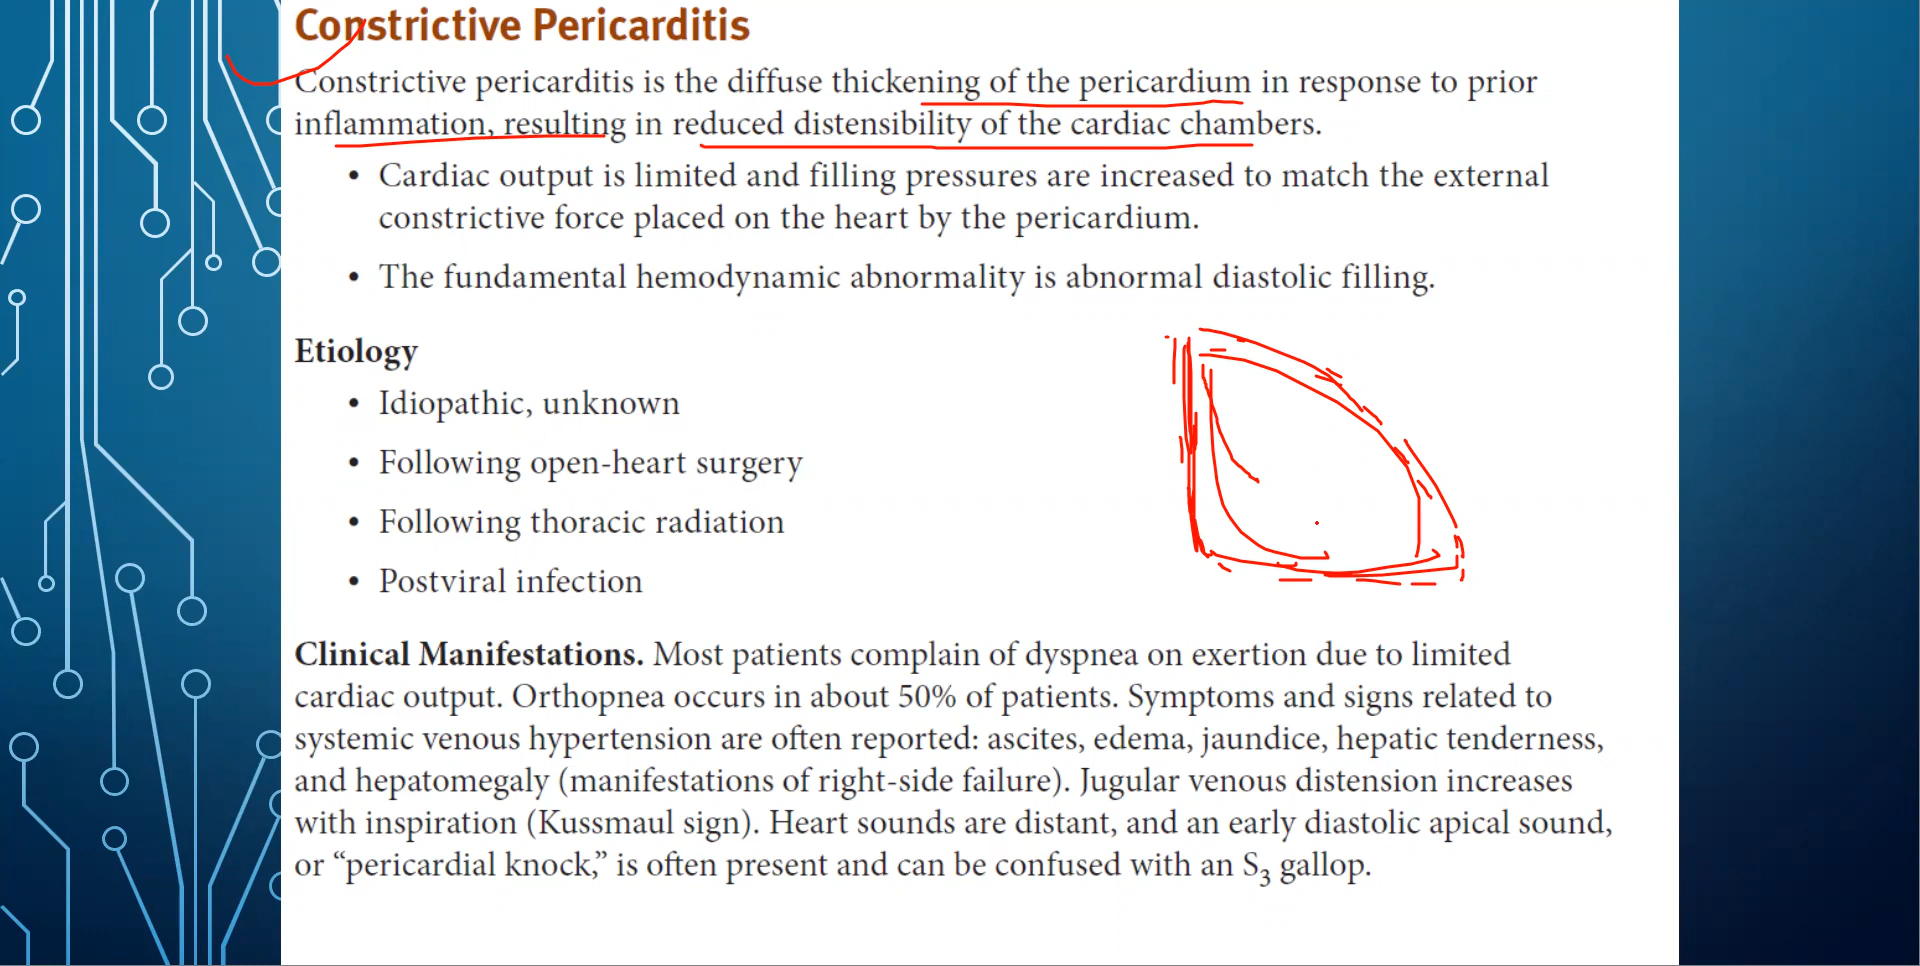 Constrictive Pericarditis
Constrictive pericarditis is the diffuse thickening of the pericardium in response to prior
inflammation, resulting in reduced distensibility of the cardiac chambers.
• Cardiac output is limited and filling pressures are increased to match the external
constrictive force placed on the heart by the pericardium.
• The fundamental hemodynamic abnormality is abnormal diastolic filling.
Etiology
• Idiopathic, unknown
• Following open-heart surgery
• Following thoracic radiation
• Postviral infection
Clinical Manifestations. Most patients complain of dyspnea on exertion due to limited
cardiac output. Orthopnea occurs in about 50% of patients. Symptoms and signs related to
systemic venous hypertension are often reported: ascites, edema, jaundice, hepatic tenderness,
and hepatomegaly (manifestations of right-side failure). Jugular venous distension increases
with inspiration (Kussmaul sign). Heart sounds are distant, and an early diastolic apical sound,
or “pericardial knock,” is often present and can be confused with an S₃ gallop.